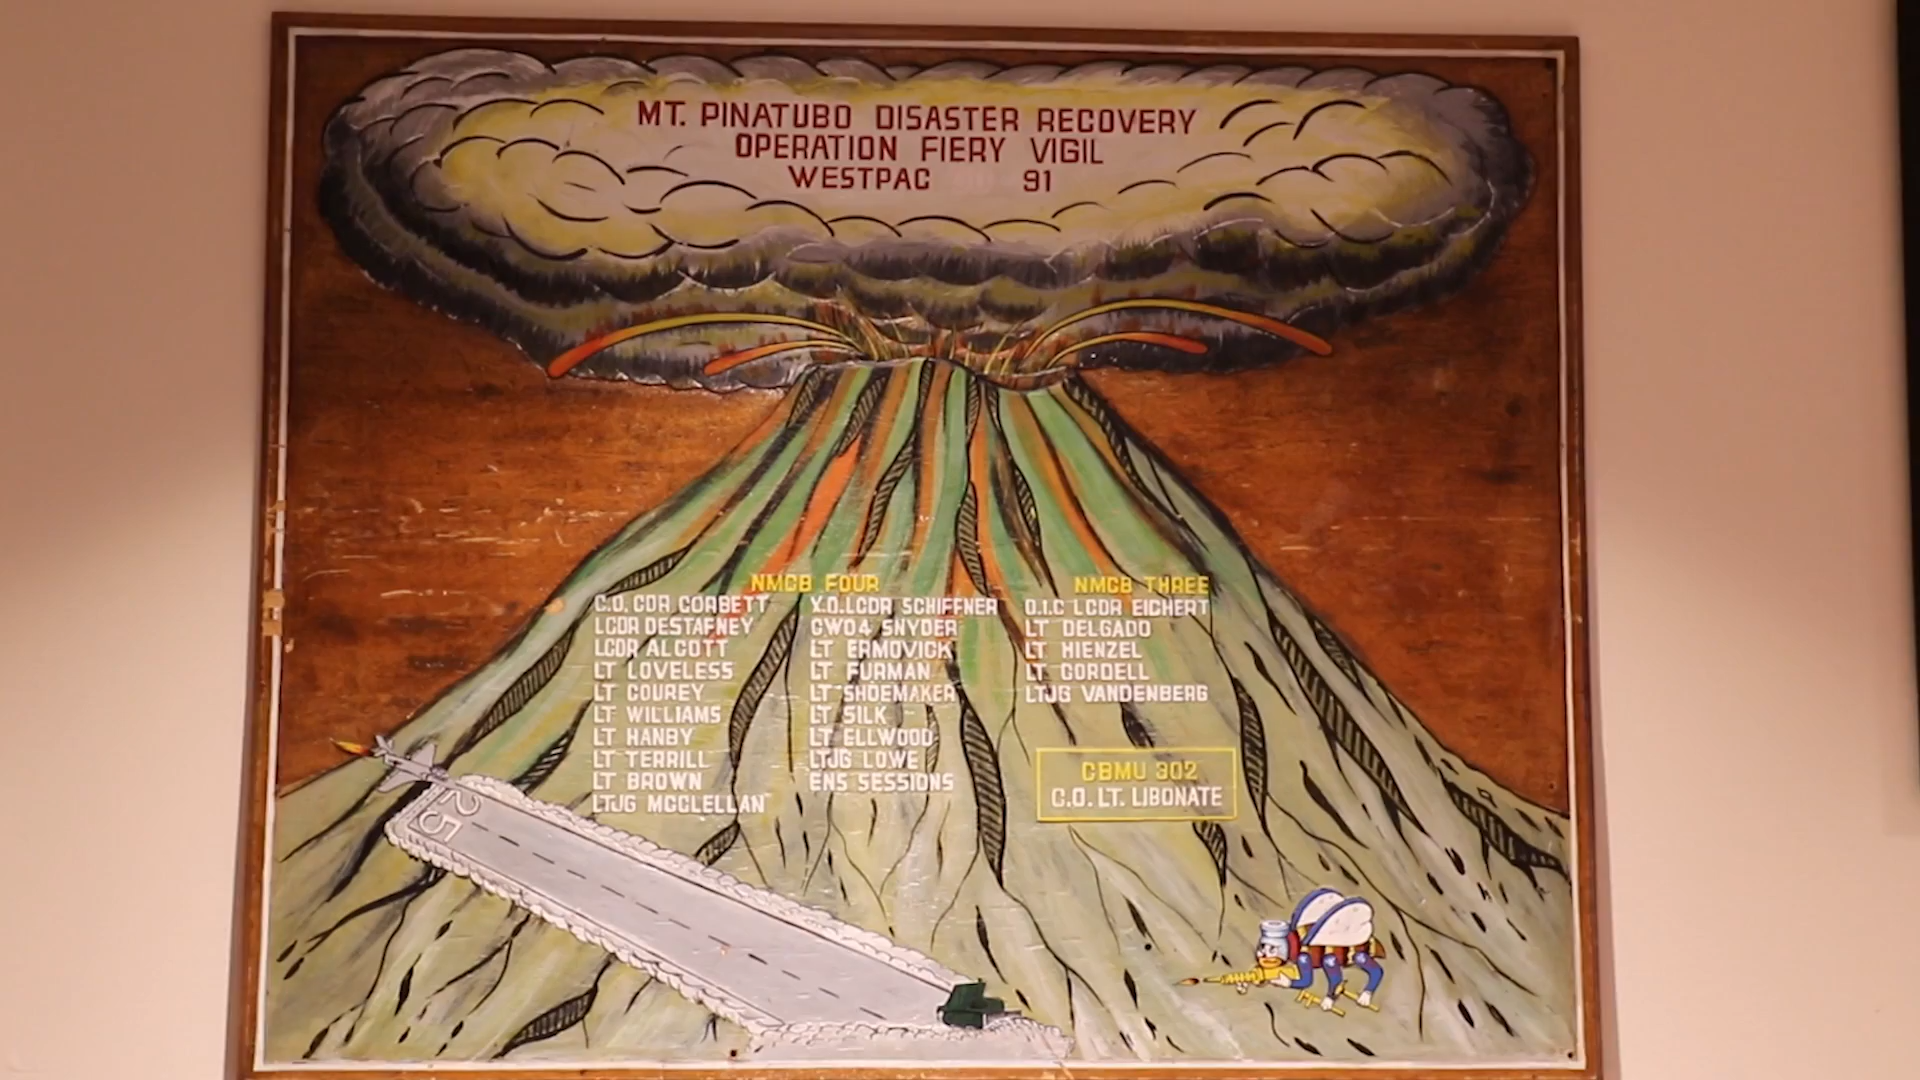 MT. PINATUBO DISASTER RECOVERY
OPERATION FIERY VIGIL
WESTPAC 91
NMCB FOUR
C.O. CDR CORBETT
LCDR DESTAFNEY
LCDR ALCOTT
LT LOVELESS
LT COUREY
LT WILLIAMS
LT HANBY
LT TERRILL
LT BROWN
LTJG MCCLELLAN
X.O. LCDR SCHIFFNER
CWO4 SNYDER
LT ERMOVICK
LT FURMAN
LT SHOEMAKER
LT SILK
LT ELLWOOD
LTJG LOWE
ENS SESSIONS
NMCB THREE
O.I.C LCDR EICHERT
LT DELGADO
LT HIENZEL
LT CORDELL
LTJG VANDENBERG
CBMU 302
C.O. LT. LIBONATE
25